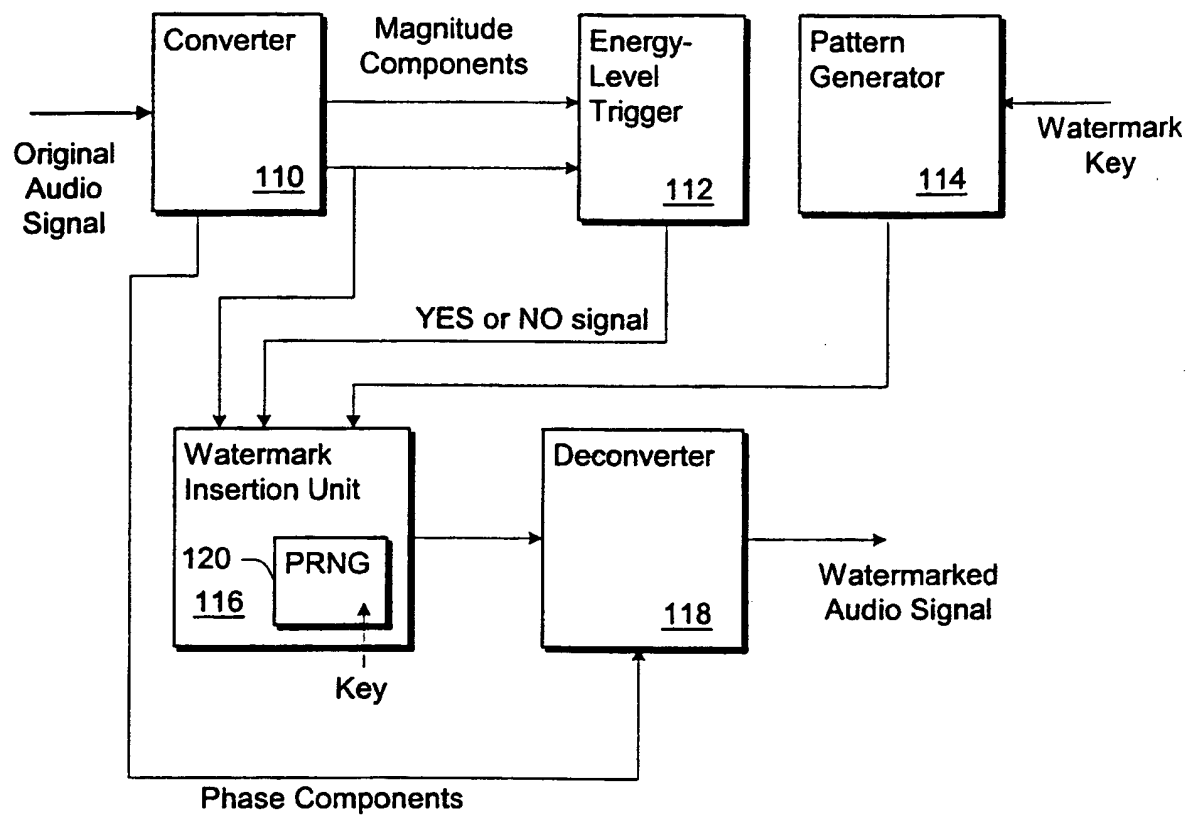 Converter
110
Magnitude
Components
Energy-
Level
Trigger
112
Pattern
Generator
114
Original
Audio
Signal
Watermark
Key
YES or NO signal
Watermark
Insertion Unit
120
PRNG
116
Key
Deconverter
118
Watermarked
Audio Signal
Phase Components